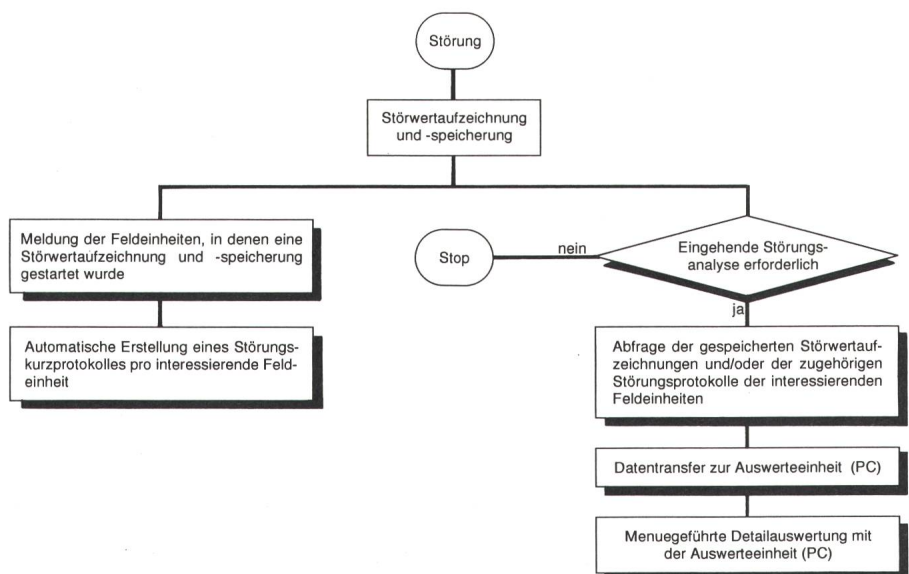 Störung
Störwertaufzeichnung
und -speicherung
Meldung der Feldeinheiten, in denen eine
Störwertaufzeichnung und -speicherung
gestartet wurde
Automatische Erstellung eines Störungs-
kurzprotokolles pro interessierende Feld-
einheit
Stop
nein
Eingehende Störungs-
analyse erforderlich
ja
Abfrage der gespeicherten Störwertauf-
zeichnungen und/oder der zugehörigen
Störungsprotokolle der interessierenden
Feldeinheiten
Datentransfer zur Auswerteeinheit (PC)
Menuegeführte Detailauswertung mit
der Auswerteeinheit (PC)